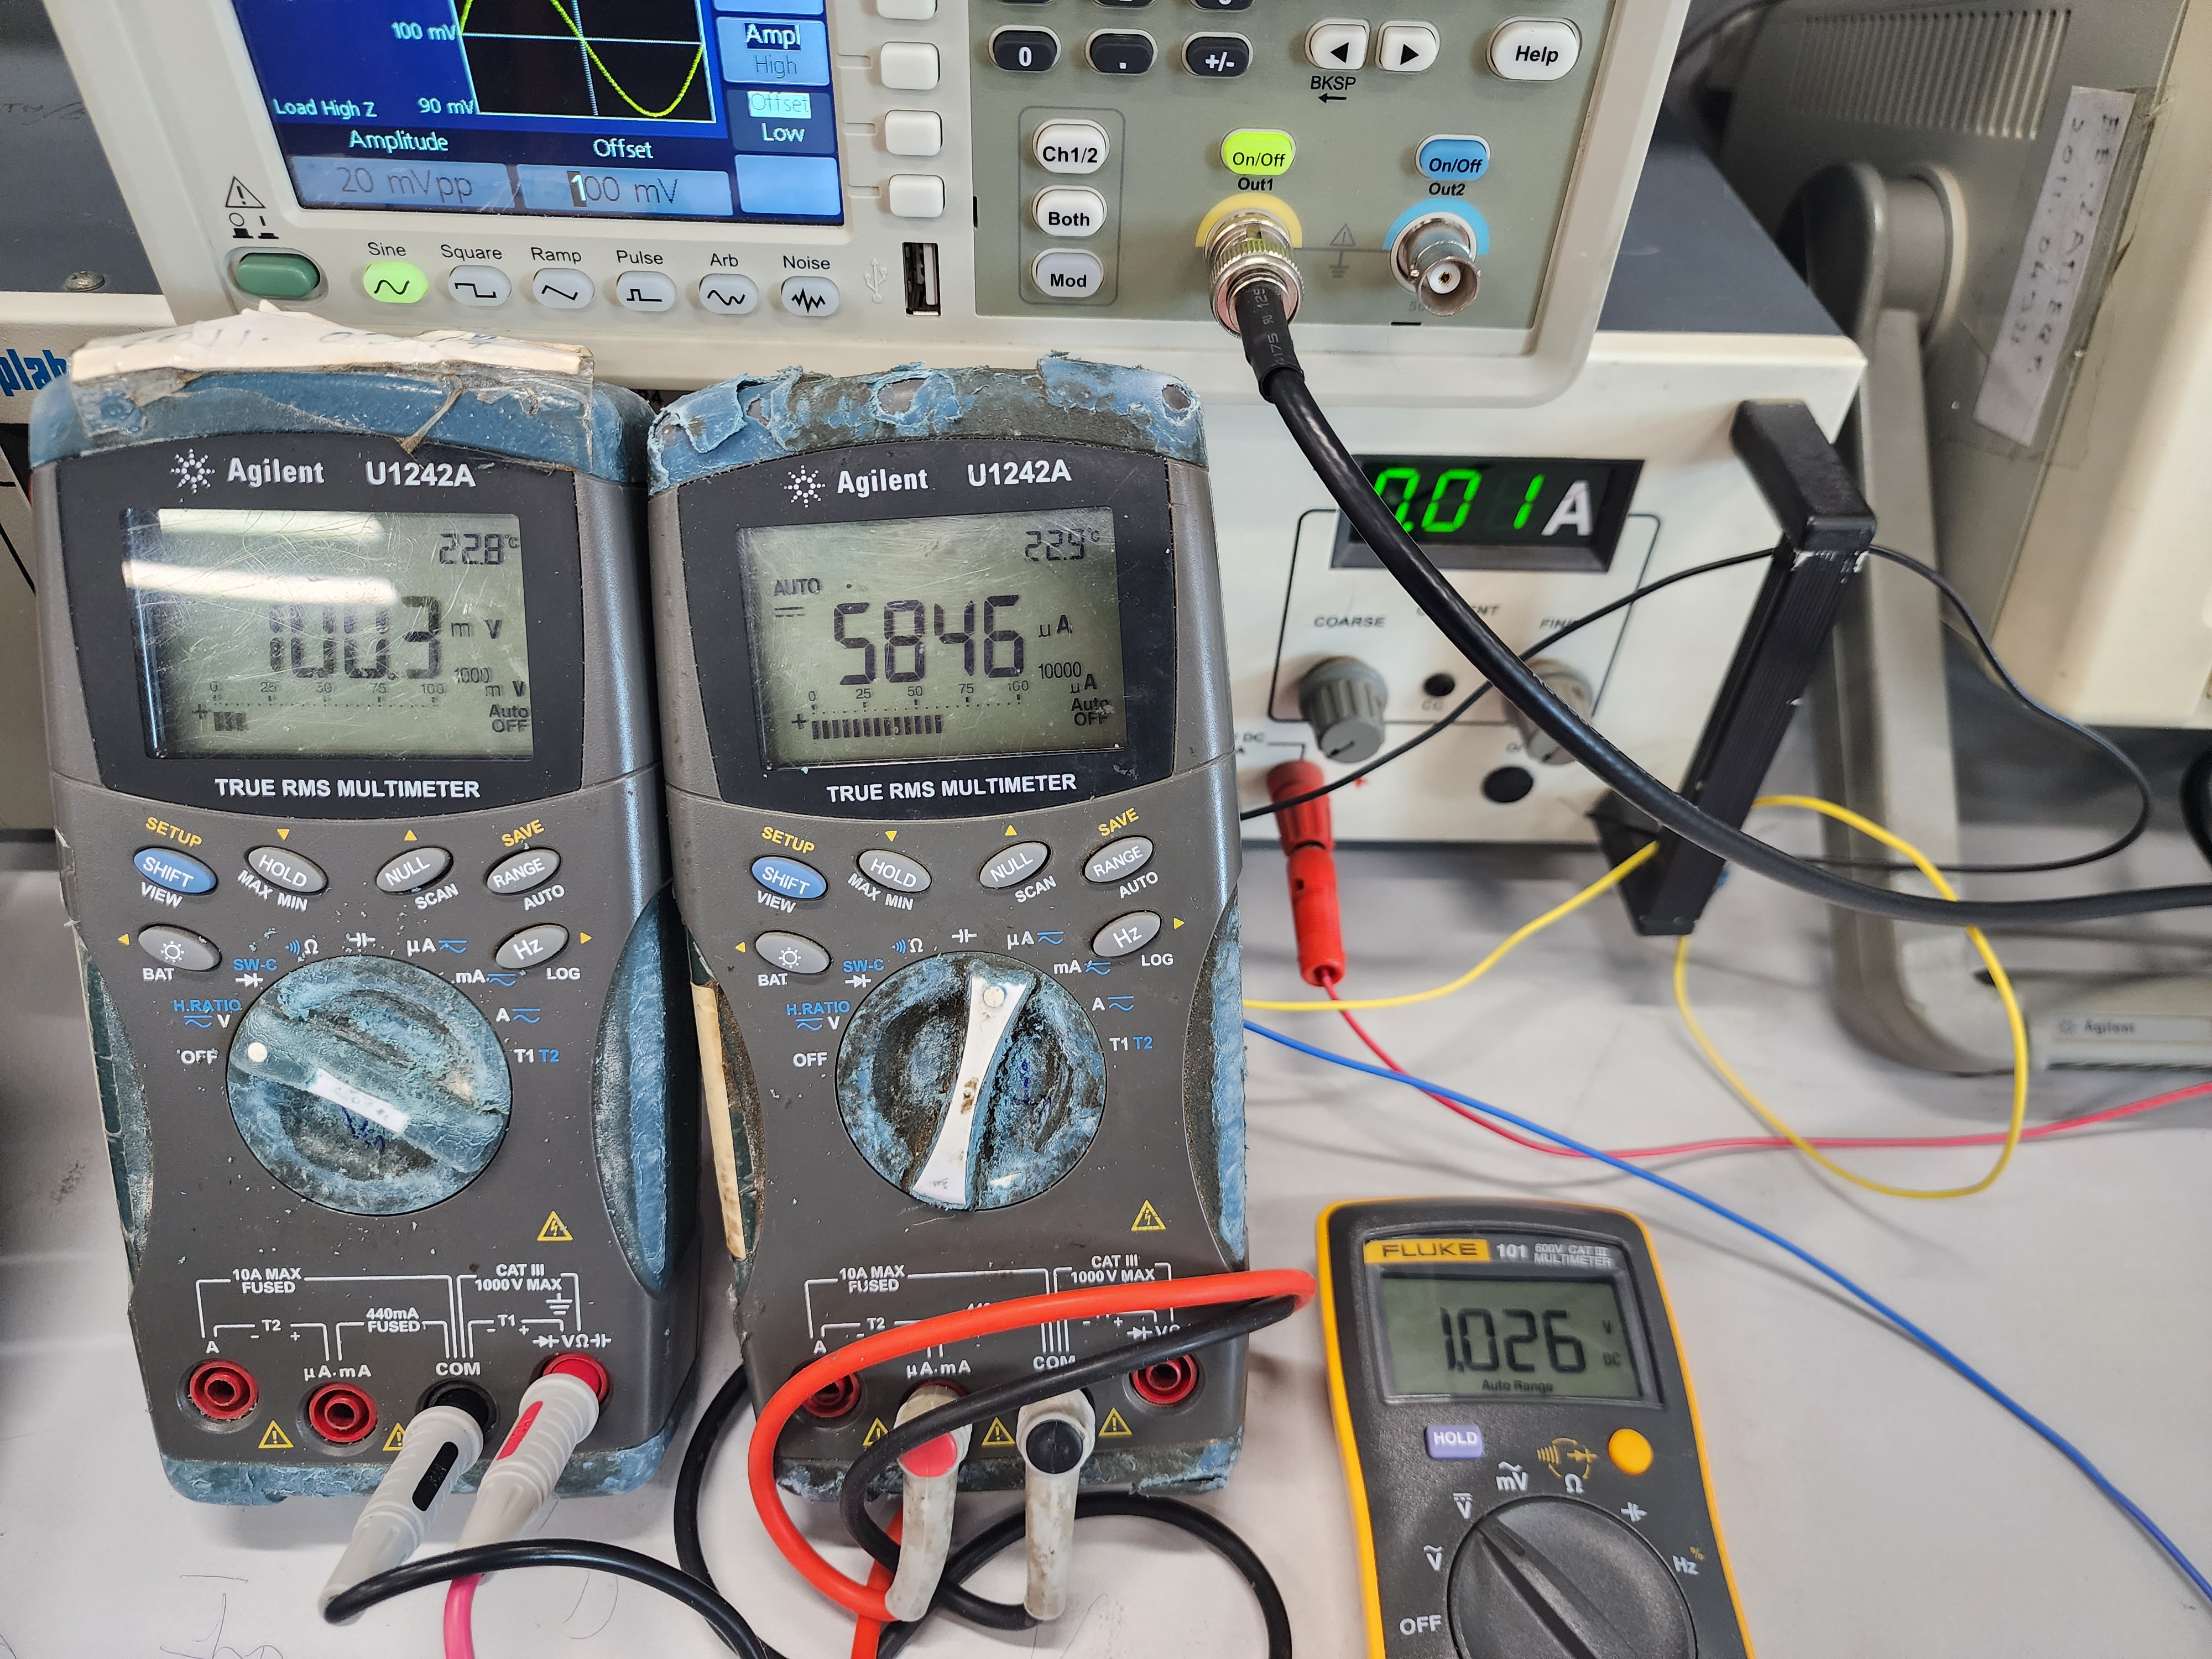 100 mV
Load High Z
90 mV
Ampl
High
Offset
Low
Amplitude
Offset
20 mVpp
100 mV
0
.
+/-
BKSP
Help
Ch1/2
Both
Mod
On/Off
Out1
On/Off
Out2
Sine
Square
Ramp
Pulse
Arb
Noise
plab
Agilent U1242A
22.8°C
100.3 mV
1000 mV
0 25 50 75 100
Auto
OFF
TRUE RMS MULTIMETER
SETUP
SAVE
SHIFT
HOLD
NULL
RANGE
VIEW
MAX MIN
SCAN
AUTO
BAT
Hz
LOG
SW-C
Ω
µA
mA
H.RATIO
V
A
OFF
T1 T2
10A MAX
FUSED
CAT III
1000V MAX
440mA
FUSED
T2
T1
A
µA.mA
COM
VΩ
Agilent U1242A
22.9°C
AUTO
5846 µA
10000 µA
0 25 50 75 100
Auto
OFF
TRUE RMS MULTIMETER
SETUP
SAVE
SHIFT
HOLD
NULL
RANGE
VIEW
MAX MIN
SCAN
AUTO
BAT
Hz
LOG
SW-C
Ω
µA
mA
H.RATIO
V
A
OFF
T1 T2
10A MAX
FUSED
CAT III
1000V MAX
T2
A
µA.mA
COM
0.01 A
COARSE
C.C.
Agilent
FLUKE 101 600V CAT III
MULTIMETER
1.026 V
DC
Auto Range
HOLD
mV
Ω
V
V
Hz %
OFF